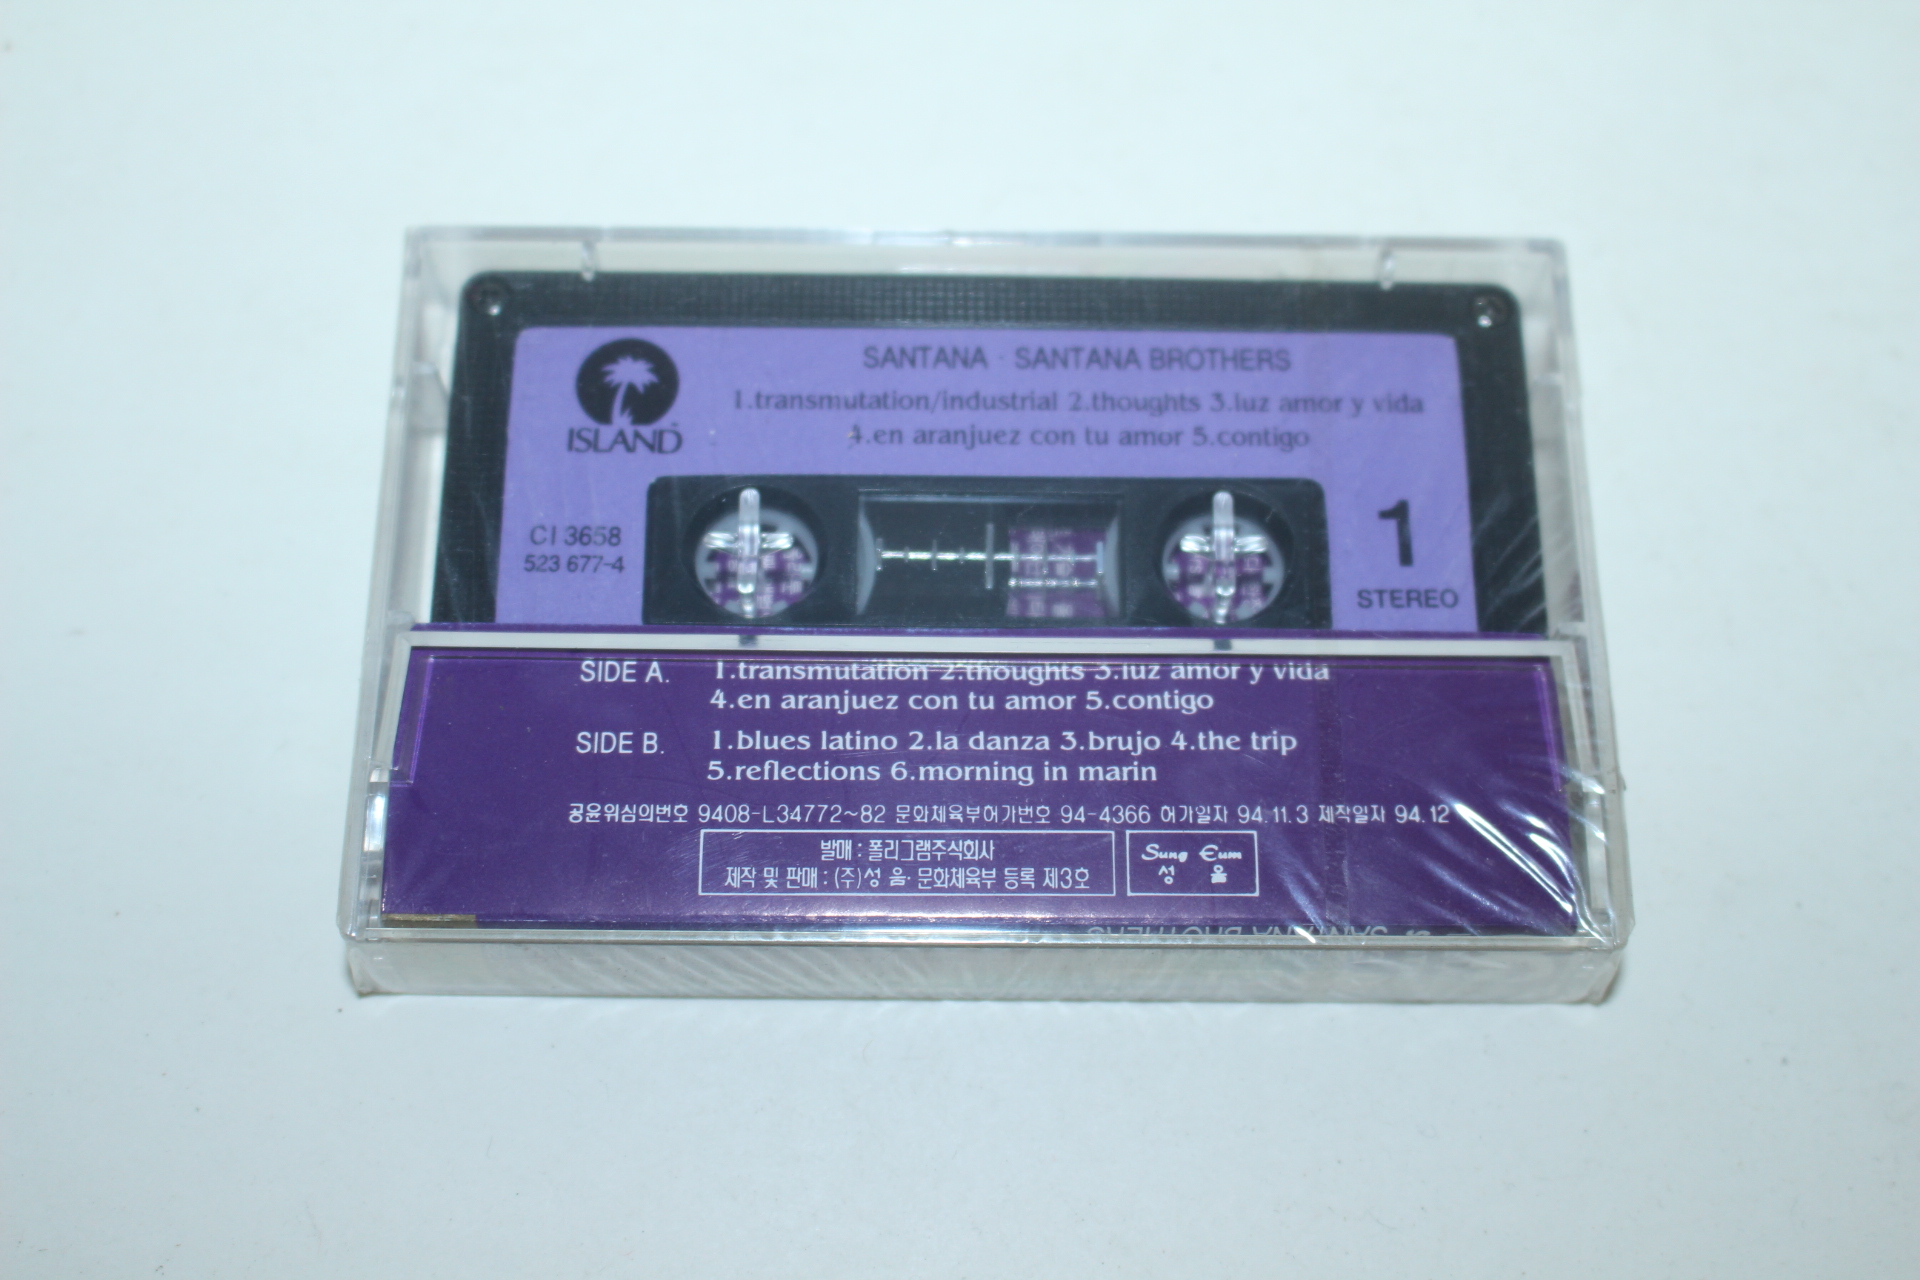 SANTANA · SANTANA BROTHERS
1.transmutation/industrial 2.thoughts 3.luz amor y vida
4.en aranjuez con tu amor 5.contigo
ISLAND
CI 3658
523 677-4
1
STEREO
SIDE A. 1.transmutation 2.thoughts 3.luz amor y vida
4.en aranjuez con tu amor 5.contigo
SIDE B. 1.blues latino 2.la danza 3.brujo 4.the trip
5.reflections 6.morning in marin
공윤위심의번호 9408-L34772~82 문화체육부허가번호 94-4366 허가일자 94.11.3 제작일자 94.12
발매 : 폴리그램주식회사
제작 및 판매 : (주)성 음· 문화체육부 등록 제3호
Sung Eum
성 음
SANTANA BROTHERS